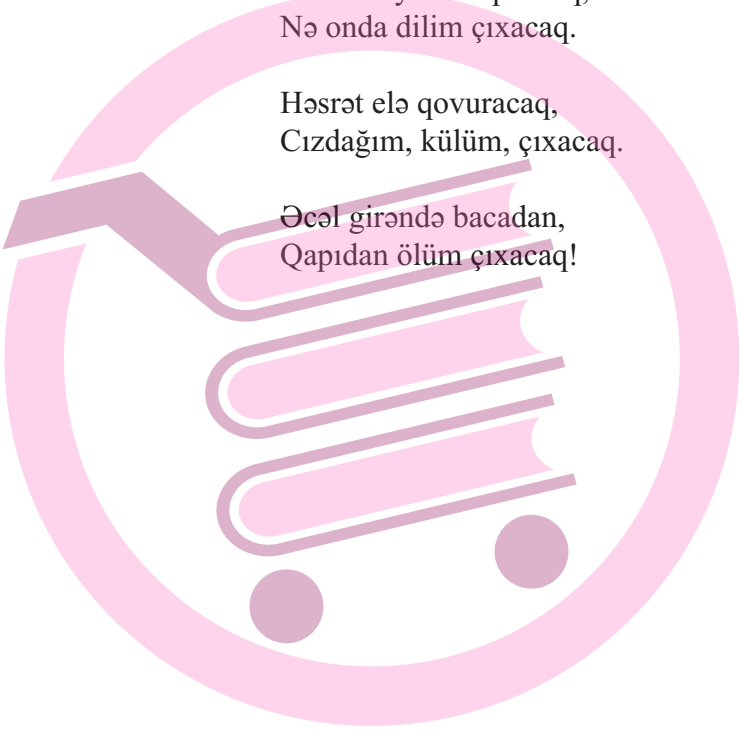 Nə onda dilim çıxacaq.
Həsrət elə qovuracaq,
Cızdağım, külüm, çıxacaq.
Əcəl girəndə bacadan,
Qapıdan ölüm çıxacaq!